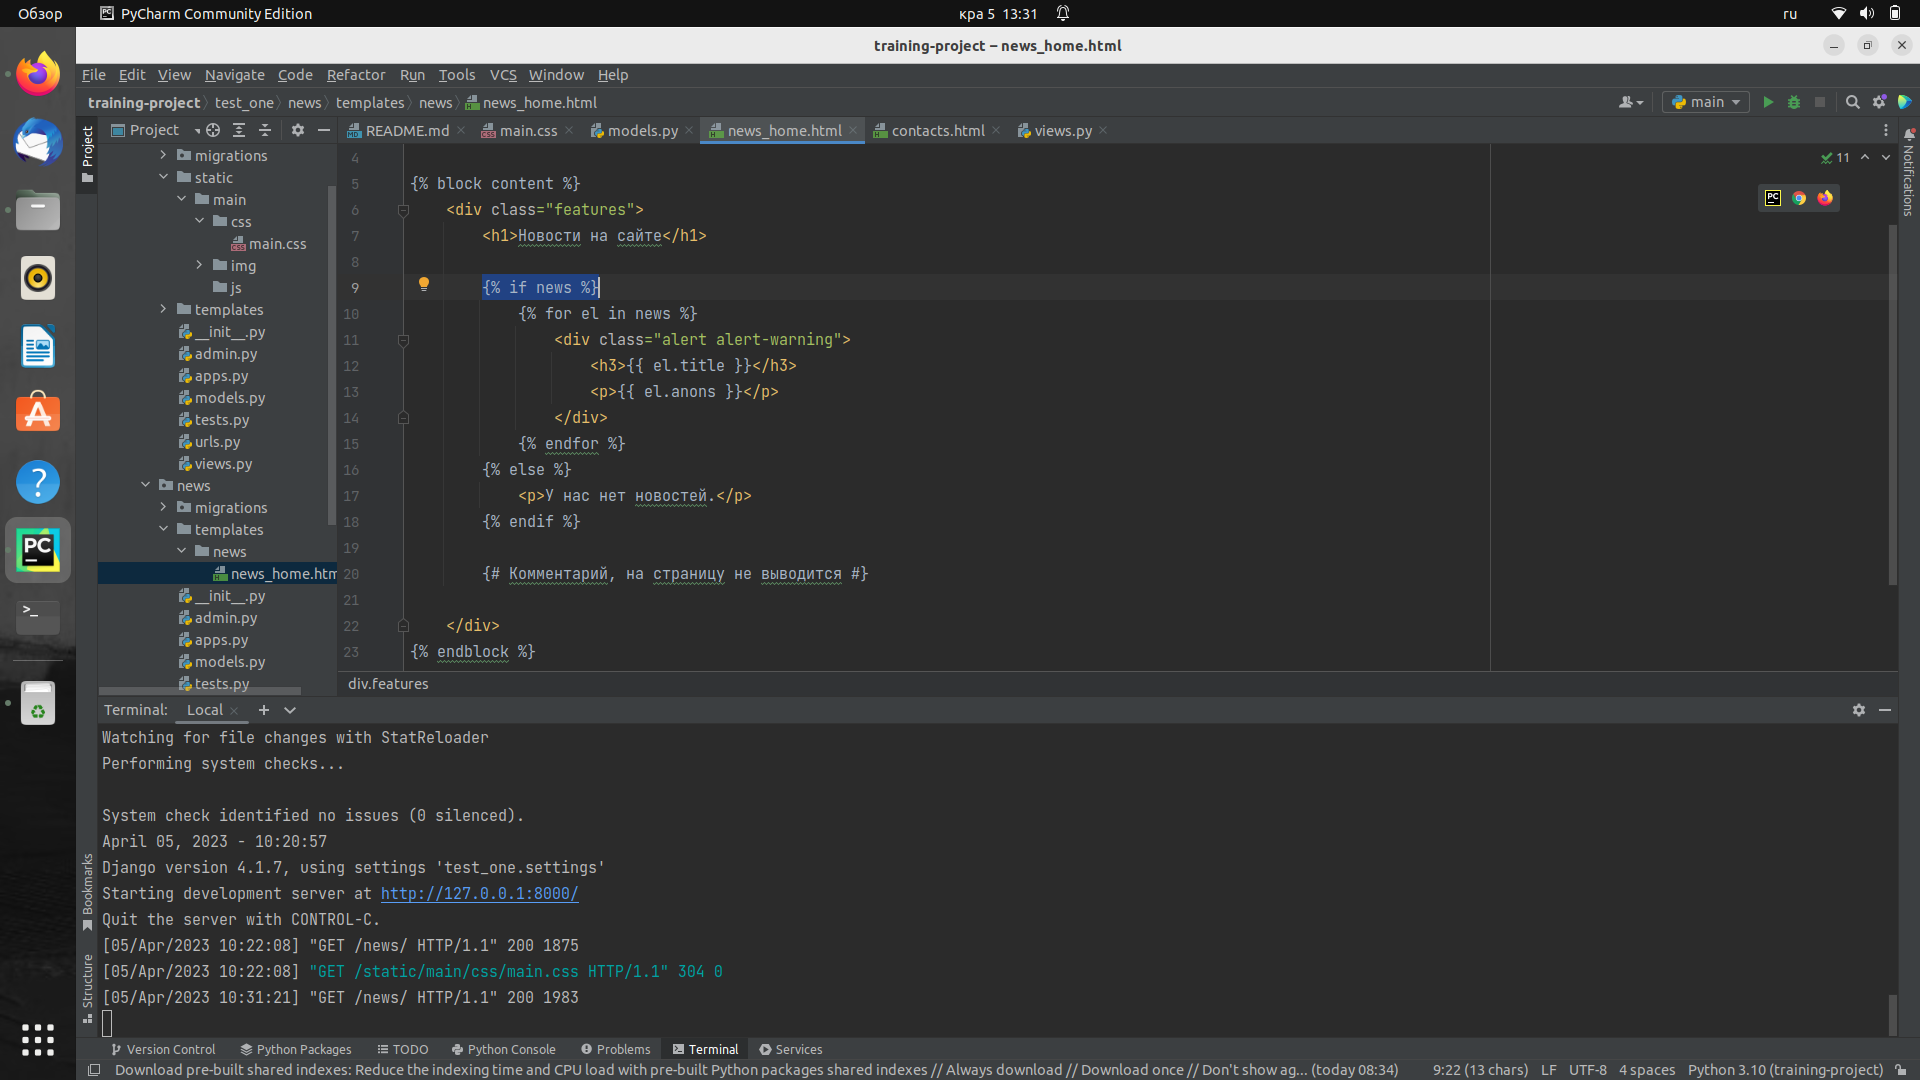 Обзор
PyCharm Community Edition
кра 5 13:31
ru
training-project – news_home.html
File Edit View Navigate Code Refactor Run Tools VCS Window Help
training-project test_one news templates news news_home.html
main
Project
README.md main.css models.py news_home.html contacts.html views.py
Project
Notifications
migrations
static
main
css
main.css
img
js
templates
__init__.py
admin.py
apps.py
models.py
tests.py
urls.py
views.py
news
migrations
templates
news
news_home.htm
__init__.py
admin.py
apps.py
models.py
tests.py
11
4
5 {% block content %}
6 <div class="features">
7 <h1>Новости на сайте</h1>
8
9 {% if news %}
10 {% for el in news %}
11 <div class="alert alert-warning">
12 <h3>{{ el.title }}</h3>
13 <p>{{ el.anons }}</p>
14 </div>
15 {% endfor %}
16 {% else %}
17 <p>У нас нет новостей.</p>
18 {% endif %}
19
20 {# Комментарий, на страницу не выводится #}
21
22 </div>
23 {% endblock %}
div.features
Terminal: Local
Watching for file changes with StatReloader
Performing system checks...
System check identified no issues (0 silenced).
April 05, 2023 - 10:20:57
Django version 4.1.7, using settings 'test_one.settings'
Starting development server at http://127.0.0.1:8000/
Quit the server with CONTROL-C.
[05/Apr/2023 10:22:08] "GET /news/ HTTP/1.1" 200 1875
[05/Apr/2023 10:22:08] "GET /static/main/css/main.css HTTP/1.1" 304 0
[05/Apr/2023 10:31:21] "GET /news/ HTTP/1.1" 200 1983
Bookmarks
Structure
Version Control Python Packages TODO Python Console Problems Terminal Services
Download pre-built shared indexes: Reduce the indexing time and CPU load with pre-built Python packages shared indexes // Always download // Download once // Don't show ag... (today 08:34)
9:22 (13 chars) LF UTF-8 4 spaces Python 3.10 (training-project)